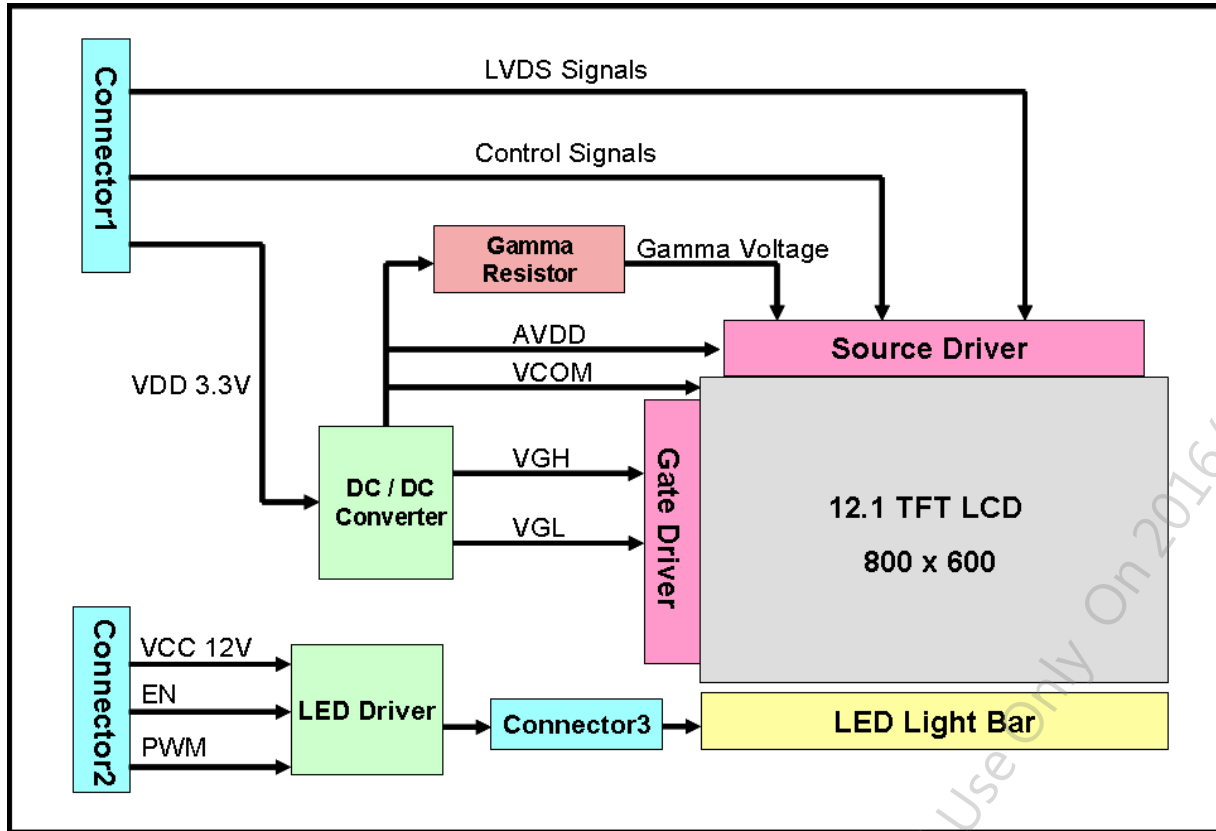 Connector1
LVDS Signals
Control Signals
Gamma
Resistor
Gamma Voltage
AVDD
VCOM
Source Driver
VDD 3.3V
DC / DC
Converter
VGH
VGL
Gate Driver
12.1 TFT LCD
800 x 600
Connector2
VCC 12V
EN
PWM
LED Driver
Connector3
LED Light Bar
Use Only On 2016/